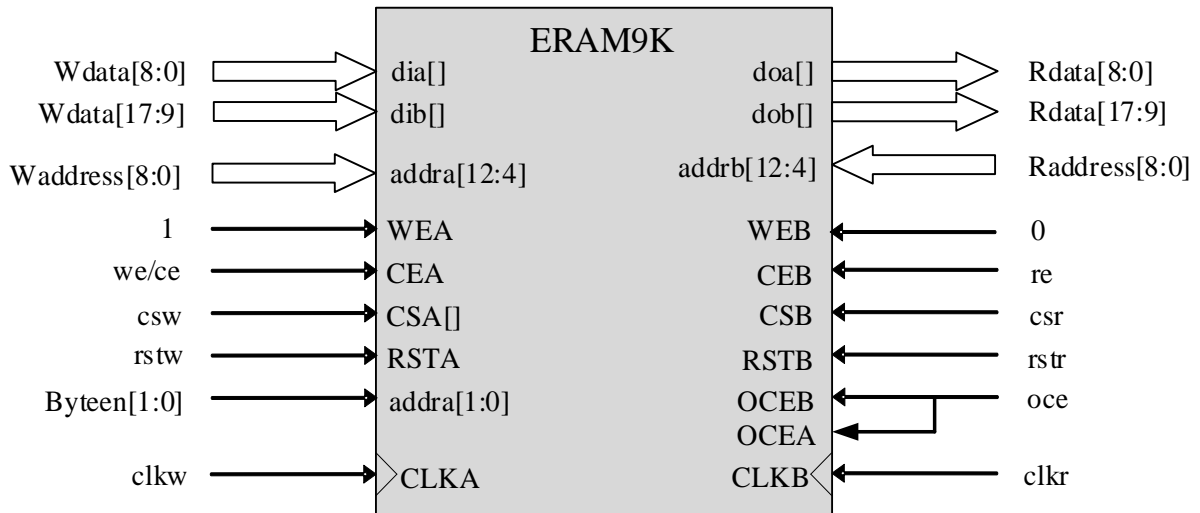 ERAM9K
Wdata[8:0] dia[] doa[] Rdata[8:0]
Wdata[17:9] dib[] dob[] Rdata[17:9]
Waddress[8:0] addra[12:4] addrb[12:4] Raddress[8:0]
1 WEA WEB 0
we/ce CEA CEB re
csw CSA[] CSB csr
rstw RSTA RSTB rstr
Byteen[1:0] addra[1:0] OCEB oce
OCEA
clkw CLKA CLKB clkr